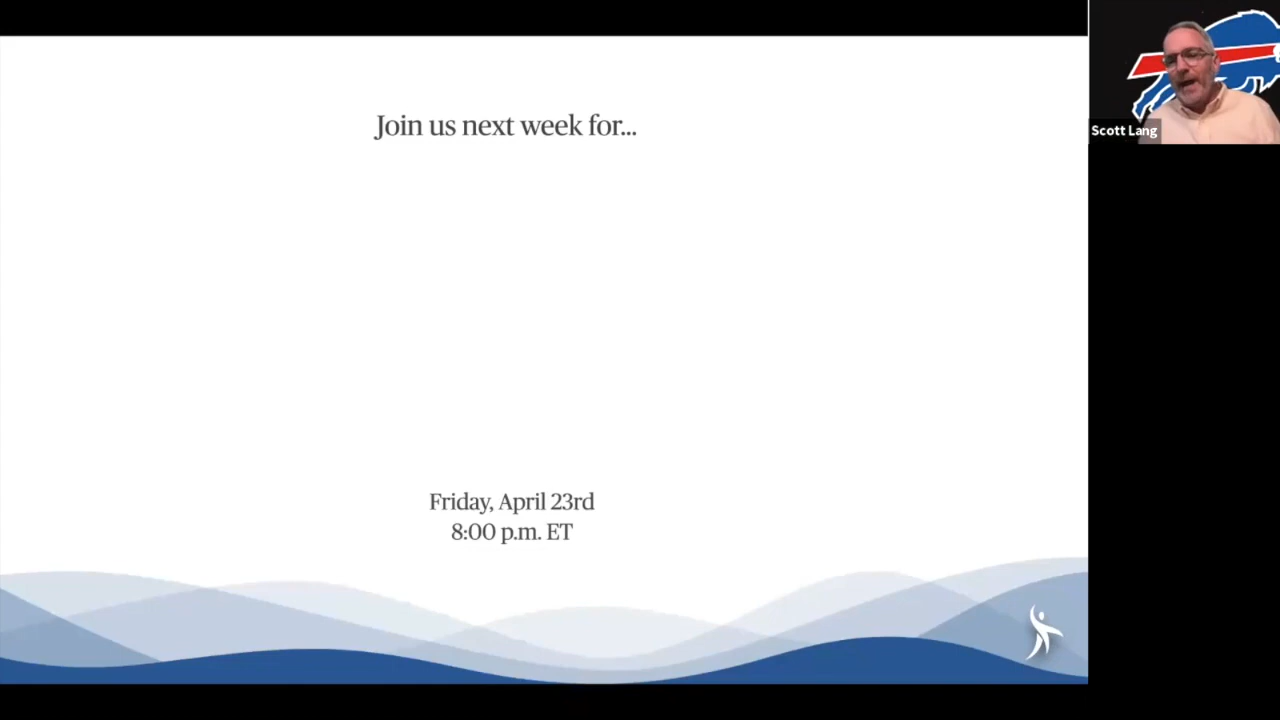 Join us next week for...
Friday, April 23rd
8:00 p.m. ET
Scott Lang